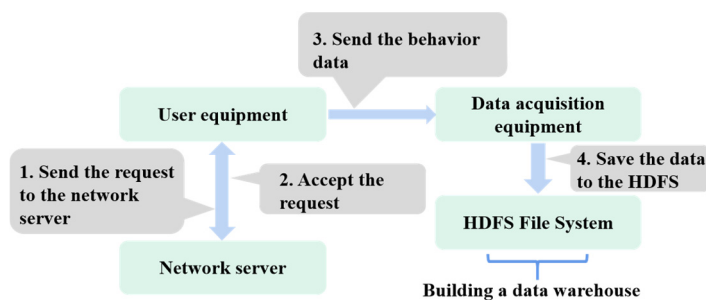 3. Send the behavior
data
User equipment
Data acquisition
equipment
1. Send the request
to the network
server
2. Accept the
request
4. Save the data
to the HDFS
Network server
HDFS File System
Building a data warehouse